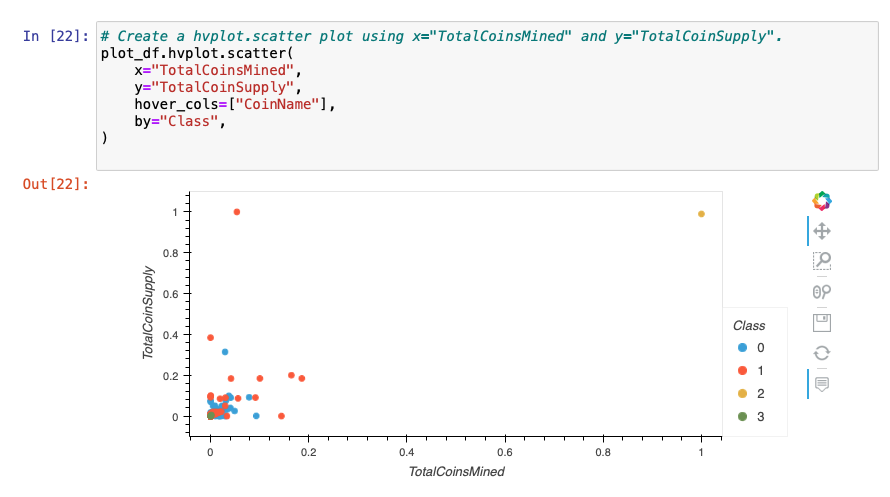 In [22]: # Create a hvplot.scatter plot using x="TotalCoinsMined" and y="TotalCoinSupply".
plot_df.hvplot.scatter(
    x="TotalCoinsMined",
    y="TotalCoinSupply",
    hover_cols=["CoinName"],
    by="Class",
)
Out[22]:
TotalCoinSupply
1
0.8
0.6
0.4
0.2
0
0 0.2 0.4 0.6 0.8 1
TotalCoinsMined
Class
0
1
2
3